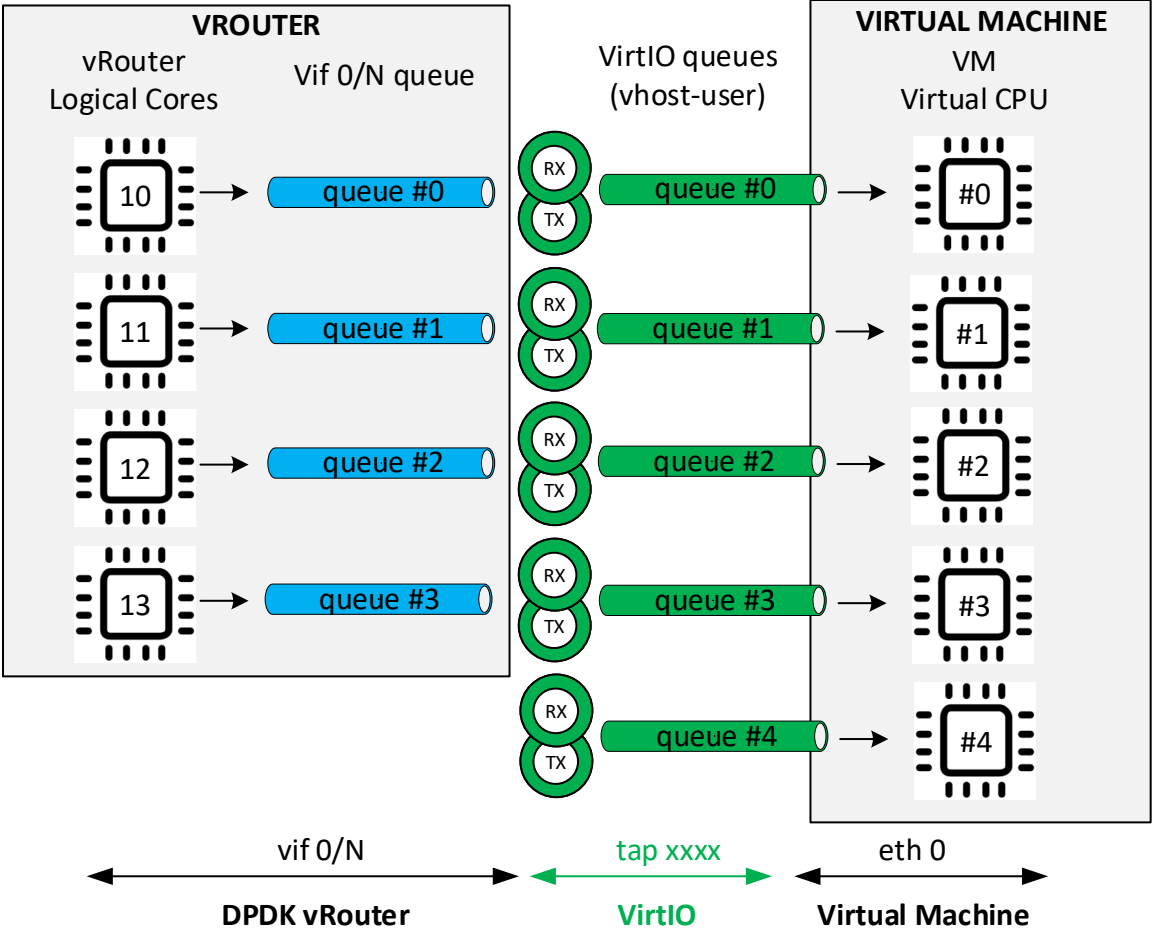 VROUTER
VIRTUAL MACHINE
vRouter
Logical Cores
Vif 0/N queue
VirtIO queues
(vhost-user)
VM
Virtual CPU
10
queue #0
RX
TX
queue #0
#0
11
queue #1
RX
TX
queue #1
#1
12
queue #2
RX
TX
queue #2
#2
13
queue #3
RX
TX
queue #3
#3
RX
TX
queue #4
#4
vif 0/N
tap xxxx
eth 0
DPDK vRouter
VirtIO
Virtual Machine